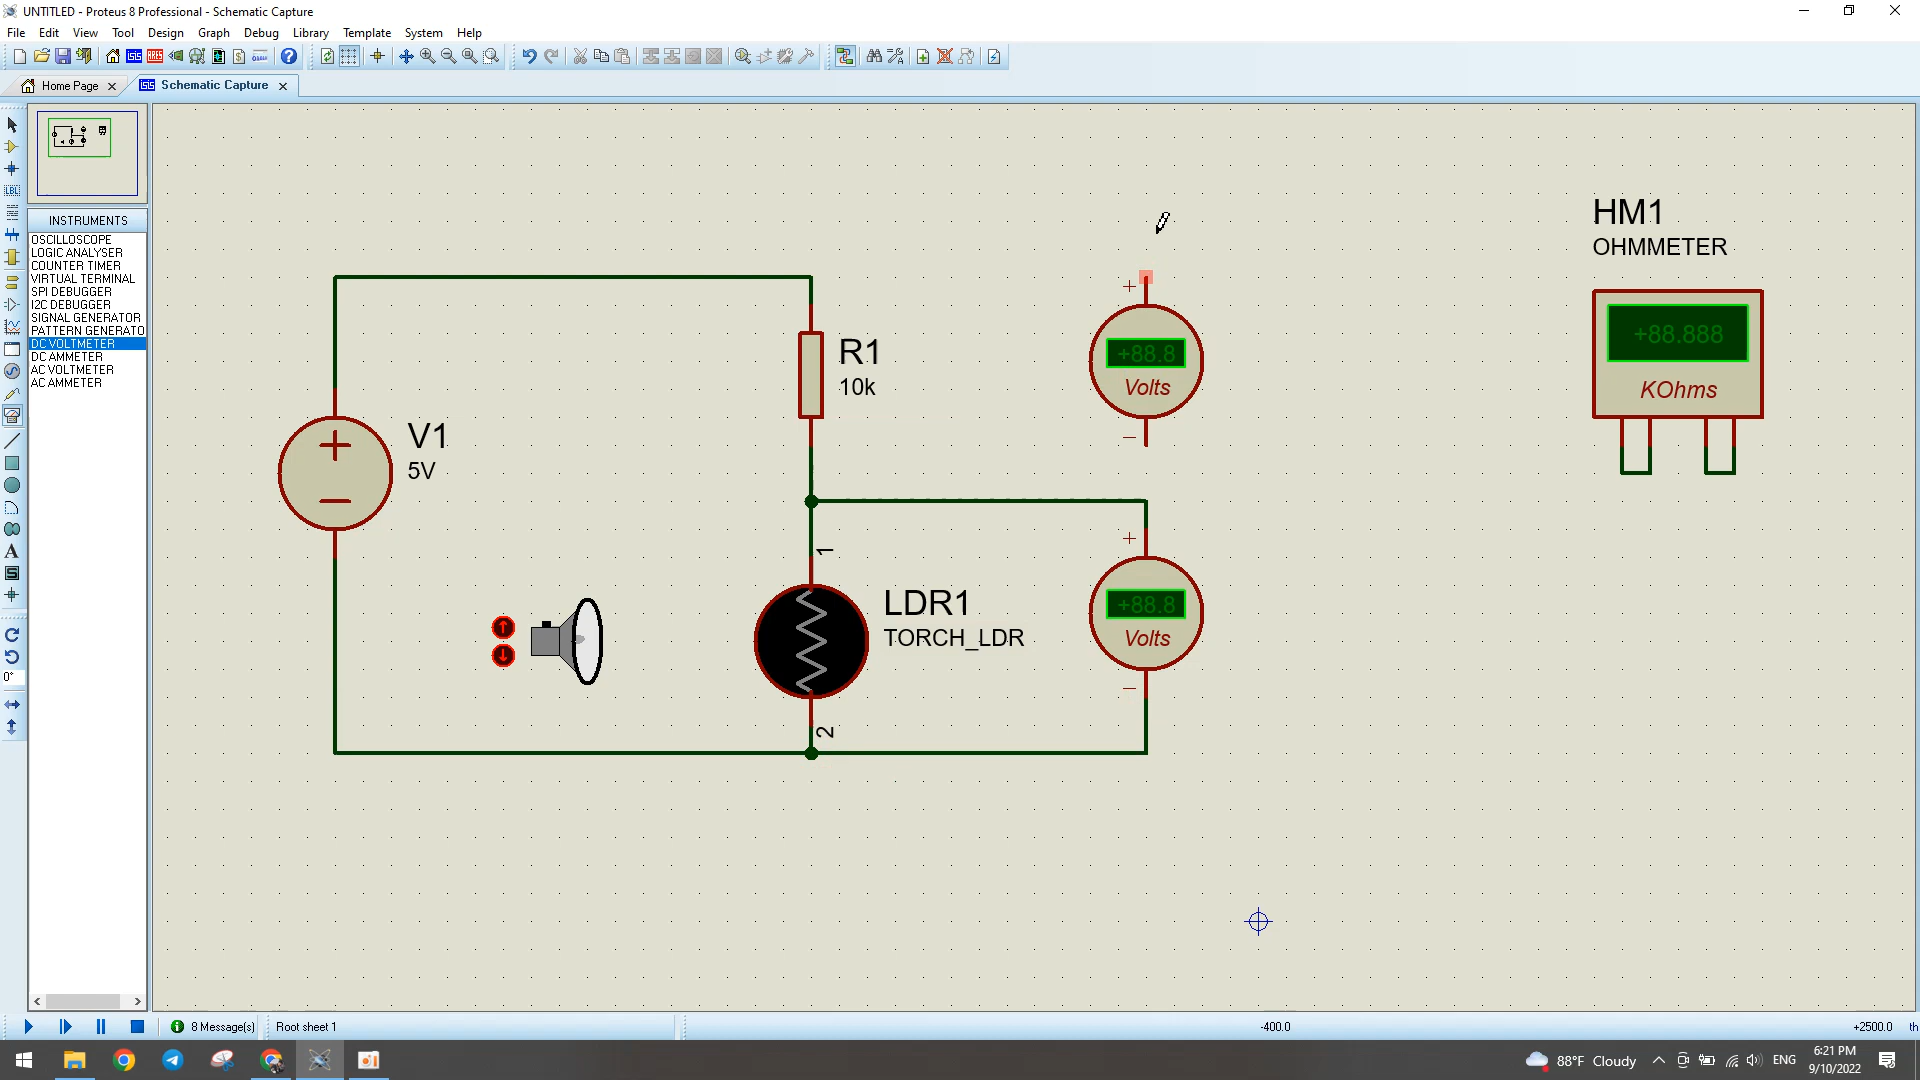 UNTITLED - Proteus 8 Professional - Schematic Capture
File Edit View Tool Design Graph Debug Library Template System Help
Home Page
Schematic Capture
INSTRUMENTS
OSCILLOSCOPE
LOGIC ANALYSER
COUNTER TIMER
VIRTUAL TERMINAL
SPI DEBUGGER
I2C DEBUGGER
SIGNAL GENERATOR
PATTERN GENERATO
DC VOLTMETER
DC AMMETER
AC VOLTMETER
AC AMMETER
LBL
A
0°
V1
5V
R1
10k
1
LDR1
TORCH_LDR
2
+
+88.8
Volts
−
+
+88.8
Volts
−
HM1
OHMMETER
+88.888
KOhms
8 Message(s)
Root sheet 1
-400.0
+2500.0
th
88°F Cloudy
ENG
6:21 PM
9/10/2022